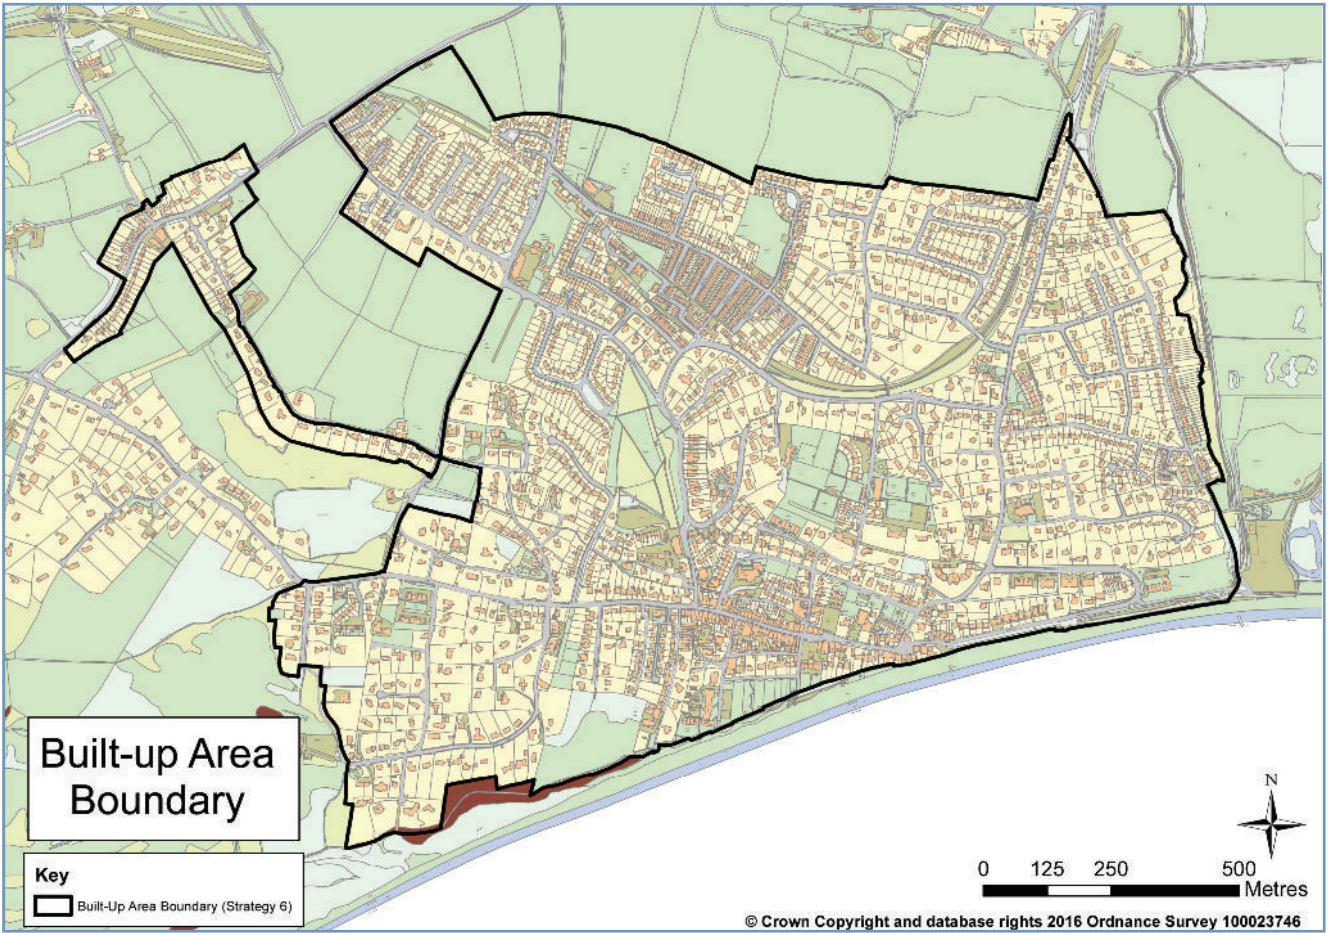 Built-up Area
Boundary
Key
Built-Up Area Boundary (Strategy 6)
N
0 125 250 500
Metres
© Crown Copyright and database rights 2016 Ordnance Survey 100023746